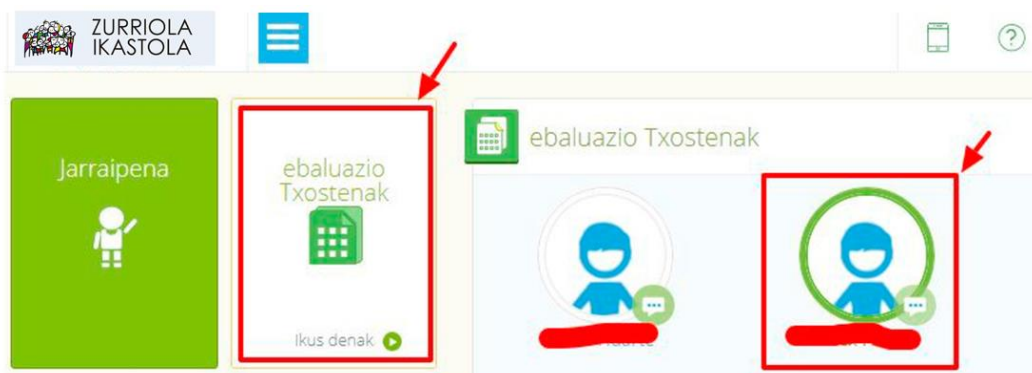 ZURRIOLA
IKASTOLA
?
Jarraipena
ebaluazio
Txostenak
Ikus denak
ebaluazio Txostenak